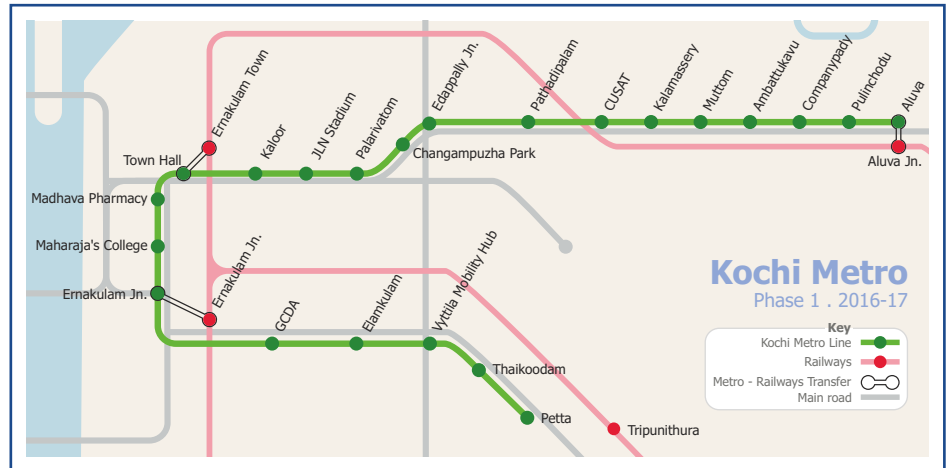 Ernakulam Town
Town Hall
Kaloor
JLN Stadium
Palarivatom
Changampuzha Park
Edappally Jn.
Pathadipalam
CUSAT
Kalamassery
Muttom
Ambattukavu
Companypady
Pulinchodu
Aluva
Aluva Jn.
Madhava Pharmacy
Maharaja's College
Ernakulam Jn.
Ernakulam Jn.
GCDA
Elamkulam
Vyttila Mobility Hub
Thaikoodam
Petta
Tripunithura
Kochi Metro
Phase 1 . 2016-17
Key
Kochi Metro Line
Railways
Metro - Railways Transfer
Main road